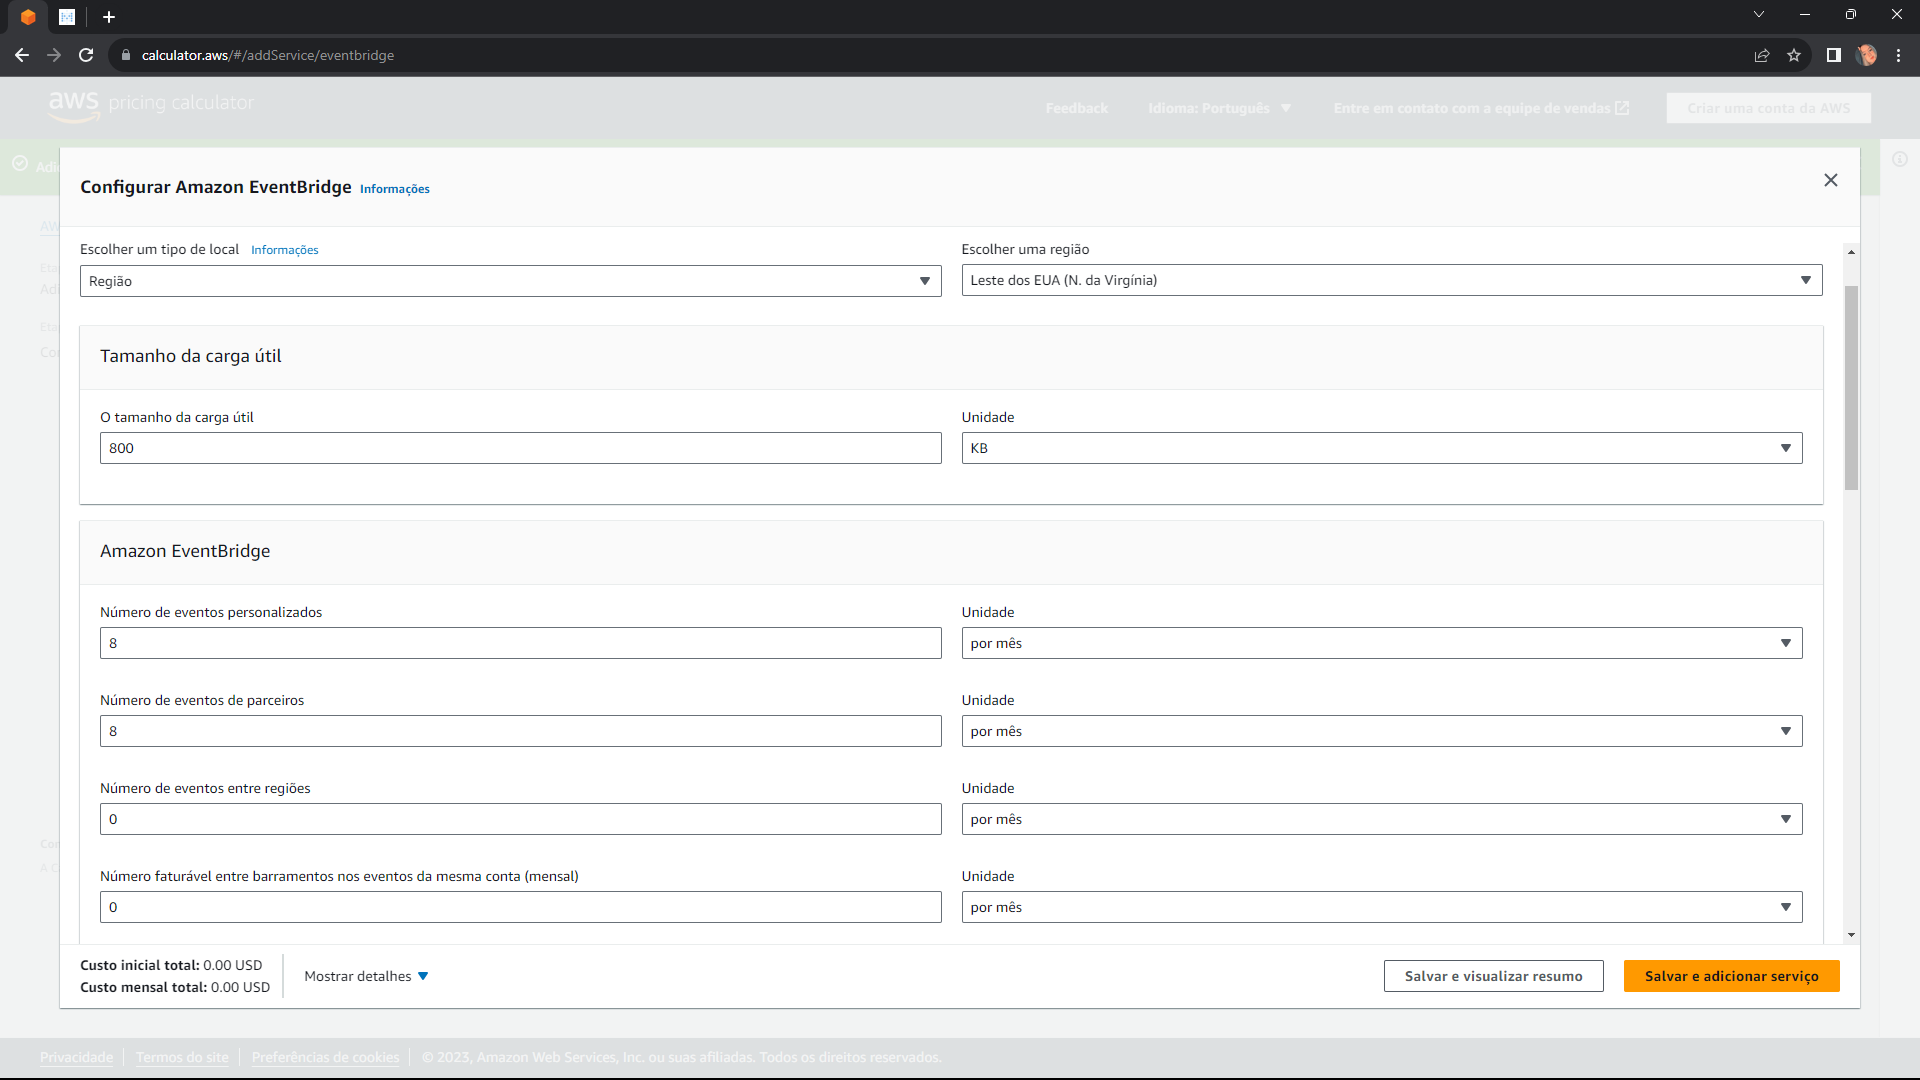 calculator.aws/#/addService/eventbridge
aws pricing calculator
Feedback
Idioma: Português
Entre em contato com a equipe de vendas
Criar uma conta da AWS
Configurar Amazon EventBridge Informações
Escolher um tipo de local Informações
Escolher uma região
Região
Leste dos EUA (N. da Virgínia)
Tamanho da carga útil
O tamanho da carga útil
Unidade
800
KB
Amazon EventBridge
Número de eventos personalizados
Unidade
8
por mês
Número de eventos de parceiros
Unidade
8
por mês
Número de eventos entre regiões
Unidade
0
por mês
Número faturável entre barramentos nos eventos da mesma conta (mensal)
Unidade
0
por mês
Custo inicial total: 0.00 USD
Custo mensal total: 0.00 USD
Mostrar detalhes
Salvar e visualizar resumo
Salvar e adicionar serviço
Privacidade
Termos do site
Preferências de cookies
© 2023, Amazon Web Services, Inc. ou suas afiliadas. Todos os direitos reservados.